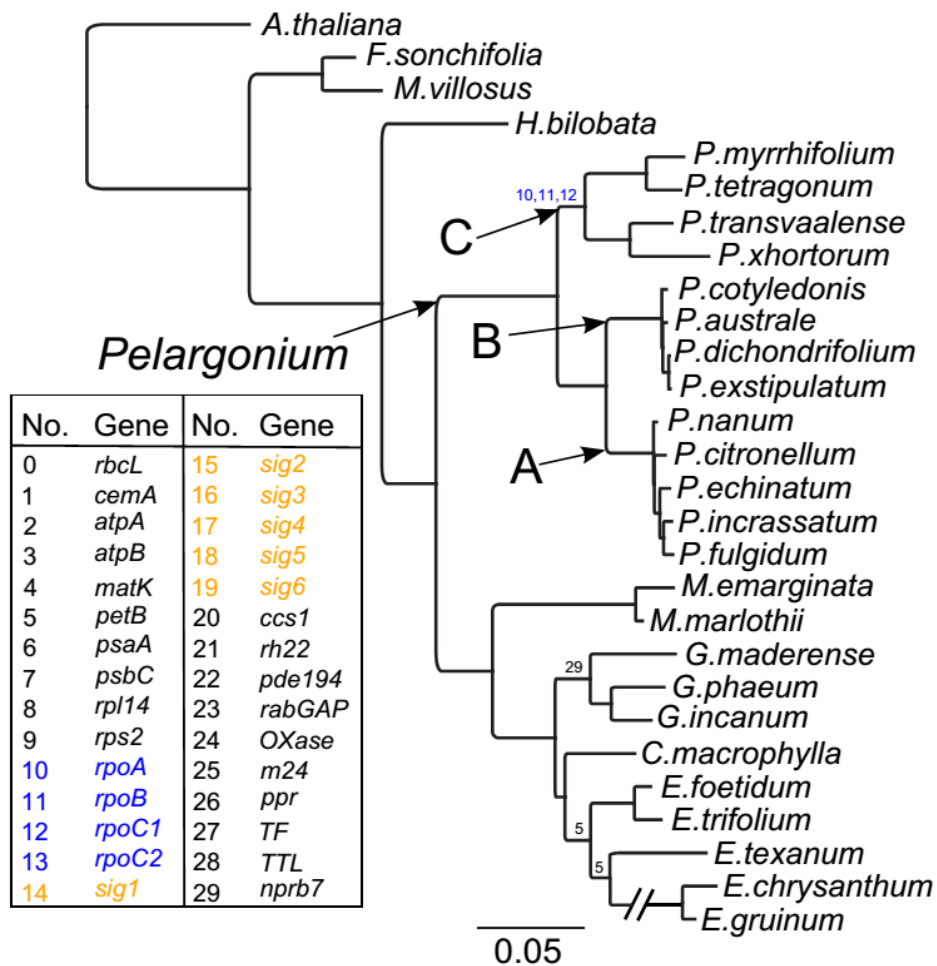 A.thaliana
F.sonchifolia
M.villosus
H.bilobata
P.myrrhifolium
P.tetragonum
10,11,12
C
P.transvaalense
P.xhortorum
P.cotyledonis
P.australe
B
Pelargonium
P.dichondrifolium
P.exstipulatum
P.nanum
A
P.citronellum
P.echinatum
P.incrassatum
P.fulgidum
M.emarginata
M.marlothii
29
G.maderense
G.phaeum
G.incanum
C.macrophylla
E.foetidum
5
E.trifolium
5
E.texanum
E.chrysanthum
E.gruinum
0.05
No. Gene No. Gene
0 rbcL 15 sig2
1 cemA 16 sig3
2 atpA 17 sig4
3 atpB 18 sig5
4 matK 19 sig6
5 petB 20 ccs1
6 psaA 21 rh22
7 psbC 22 pde194
8 rpl14 23 rabGAP
9 rps2 24 OXase
10 rpoA 25 m24
11 rpoB 26 ppr
12 rpoC1 27 TF
13 rpoC2 28 TTL
14 sig1 29 nprb7